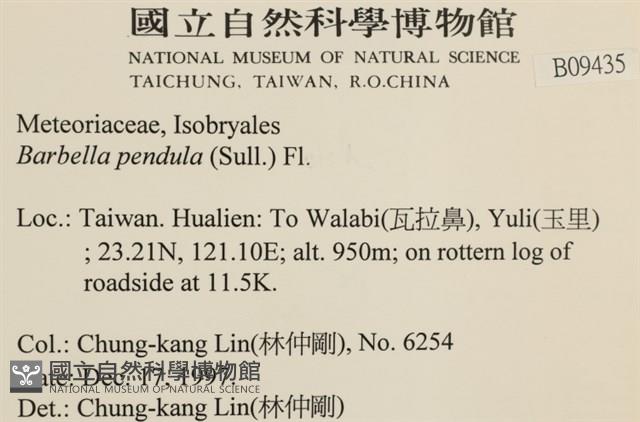 國立自然科學博物館
NATIONAL MUSEUM OF NATURAL SCIENCE
TAICHUNG, TAIWAN, R.O.CHINA
B09435
Meteoriaceae, Isobryales
Barbella pendula (Sull.) Fl.
Loc.: Taiwan. Hualien: To Walabi(瓦拉鼻), Yuli(玉里)
; 23.21N, 121.10E; alt. 950m; on rottern log of
roadside at 11.5K.
Col.: Chung-kang Lin(林仲剛), No. 6254
Date: Dec. 17, 1997.
國立自然科學博物館
NATIONAL MUSEUM OF NATURAL SCIENCE
Det.: Chung-kang Lin(林仲剛)